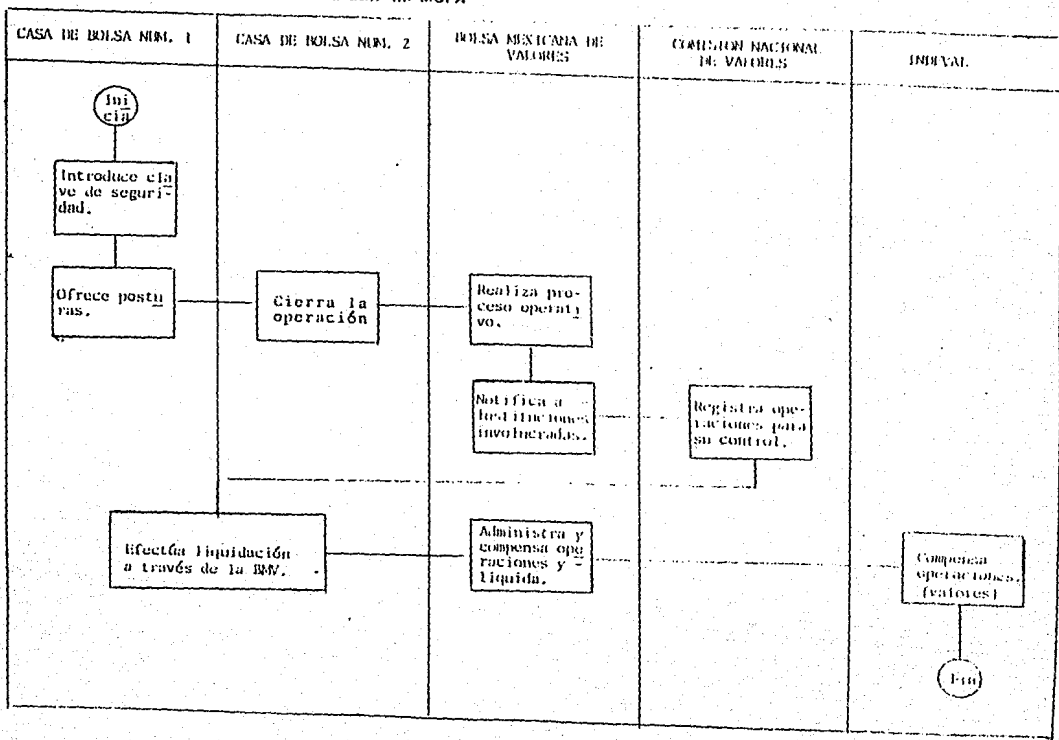 CASA DE BOLSA NUM. 1
CASA DE BOLSA NUM. 2
BOLSA MEXICANA DE
VALORES
COMISION NACIONAL
DE VALORES
INDEVAL
Ini
cia
Introduce cla
ve de seguri-
dad.
Ofrece postu
ras.
Cierra la
operación
Realiza pro-
ceso operati
vo.
Notifica a
Instituciones
involucradas.
Registra ope-
raciones para
su control.
Efectúa liquidación
a través de la BMV.
Administra y
compensa ope
raciones y -
liquida.
Compensa
operaciones.
(valores)
Fin